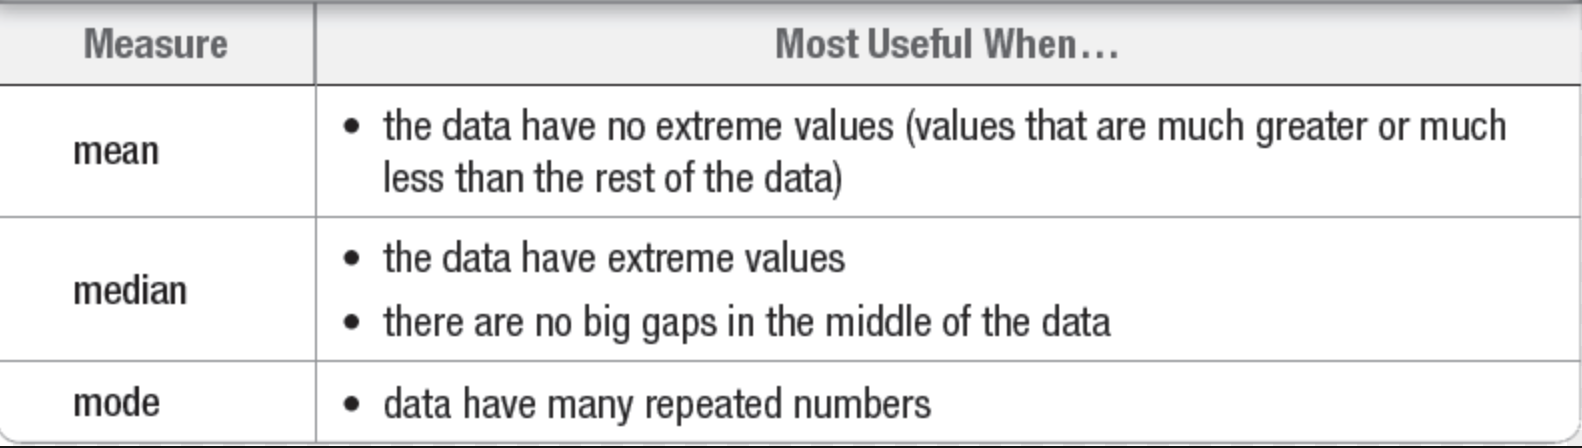 Measure
Most Useful When...
mean
• the data have no extreme values (values that are much greater or much
less than the rest of the data)
median
• the data have extreme values
• there are no big gaps in the middle of the data
mode
• data have many repeated numbers